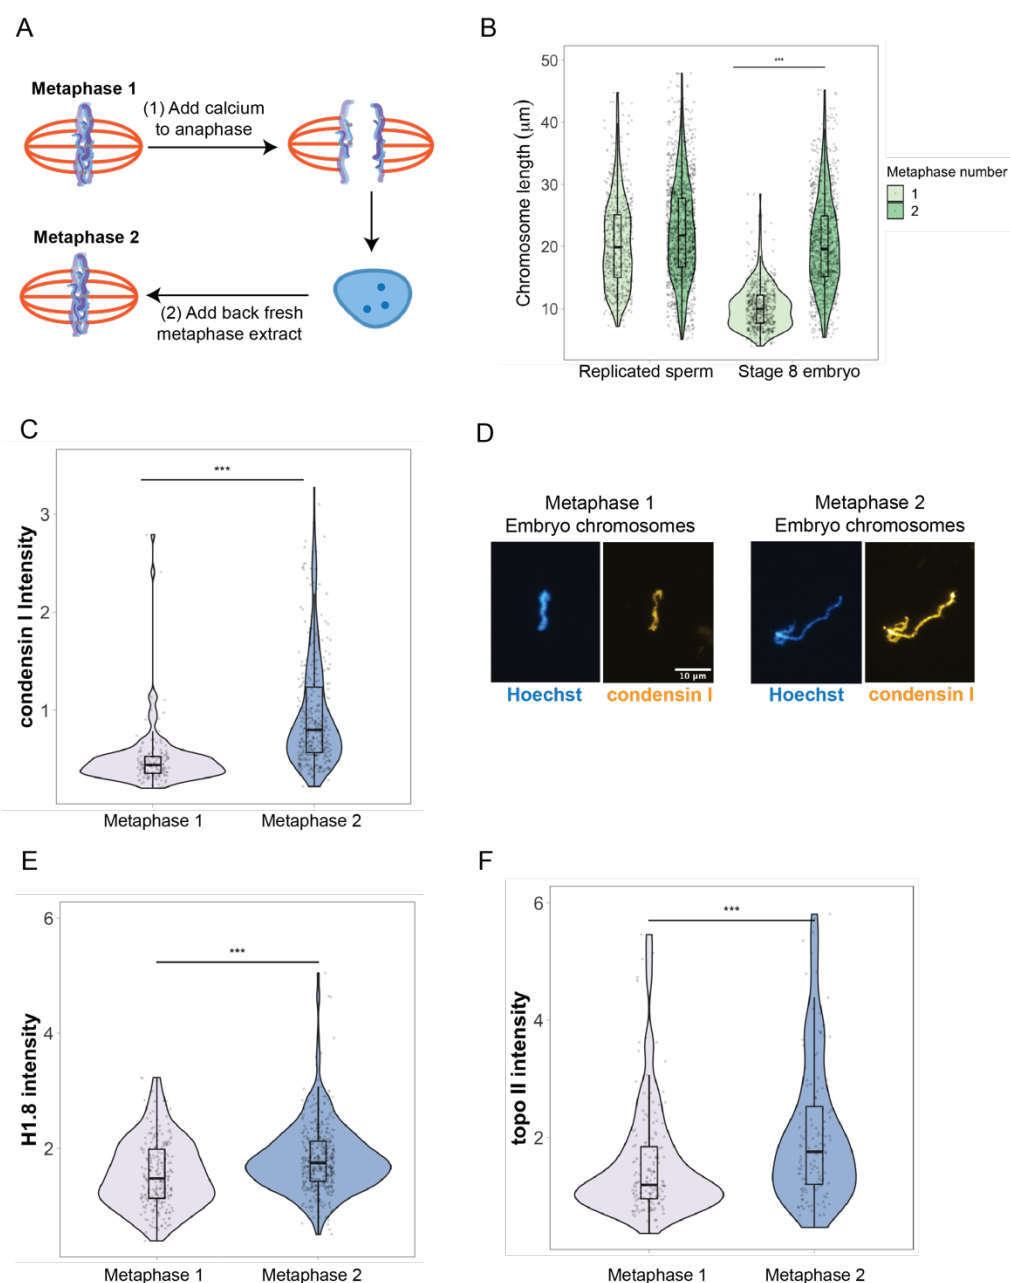 A
Metaphase 1
(1) Add calcium
to anaphase
Metaphase 2
(2) Add back fresh
metaphase extract
B
Chromosome length (μm)
50
40
30
20
10
***
Replicated sperm
Stage 8 embryo
Metaphase number
1
2
C
condensin I Intensity
3
2
1
***
Metaphase 1
Metaphase 2
D
Metaphase 1
Embryo chromosomes
Metaphase 2
Embryo chromosomes
10 μm
Hoechst
condensin I
Hoechst
condensin I
E
H1.8 intensity
6
4
2
***
Metaphase 1
Metaphase 2
F
topo II intensity
6
4
2
***
Metaphase 1
Metaphase 2